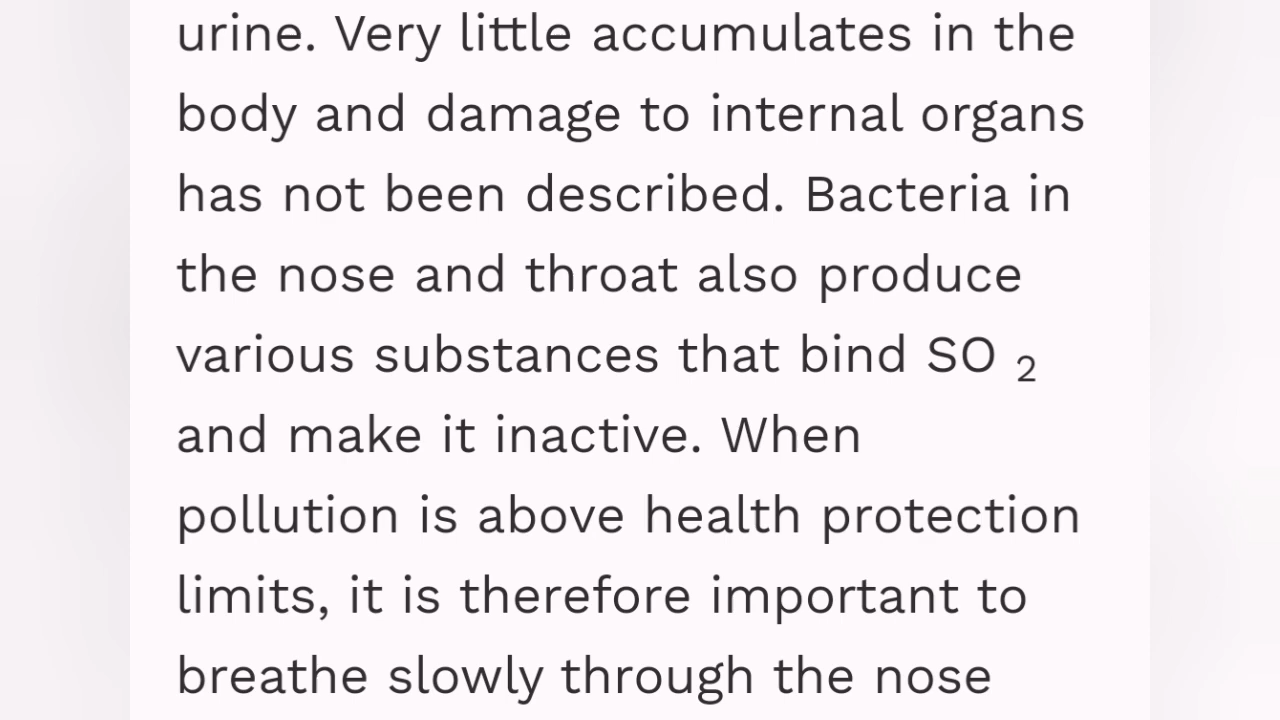 urine. Very little accumulates in the
body and damage to internal organs
has not been described. Bacteria in
the nose and throat also produce
various substances that bind SO 2
and make it inactive. When
pollution is above health protection
limits, it is therefore important to
breathe slowly through the nose